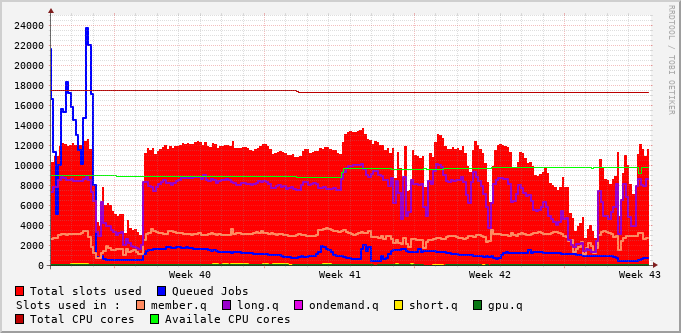 24000
22000
20000
18000
16000
14000
12000
10000
8000
6000
4000
2000
0
Week 40 Week 41 Week 42 Week 43
RRDTOOL / TOBI OETIKER
Total slots used Queued Jobs
Slots used in : member.q long.q ondemand.q short.q gpu.q
Total CPU cores Availale CPU cores